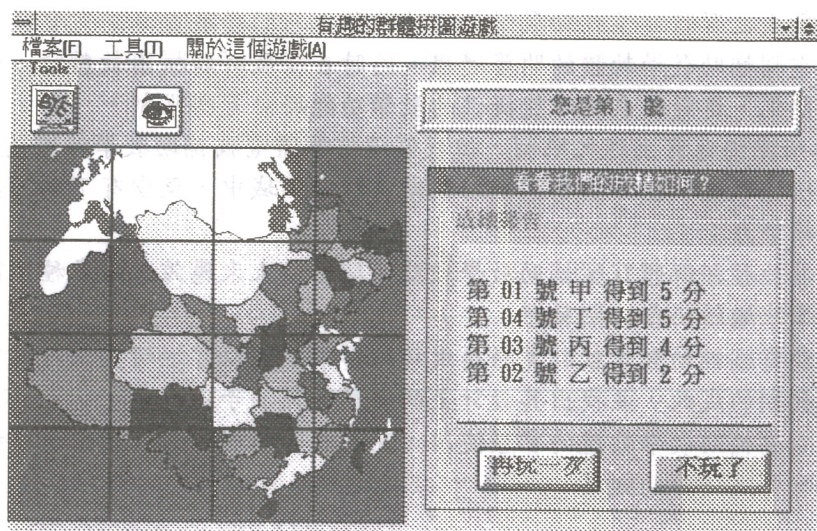 有趣的群體拼圖遊戲
檔案(F) 工具(T) 關於這個遊戲(A)
Tools
您是第 1 號
看看我們的成績如何?
成績報告
第 01 號 甲 得到 5 分
第 04 號 丁 得到 5 分
第 03 號 丙 得到 4 分
第 02 號 乙 得到 2 分
再玩一次 不玩了